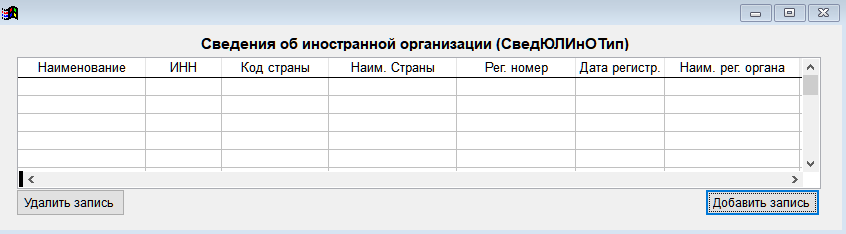 Сведения об иностранной организации (СведЮЛИнОТип)
Наименование ИНН Код страны Наим. Страны Рег. номер Дата регистр. Наим. рег. органа
Удалить запись Добавить запись